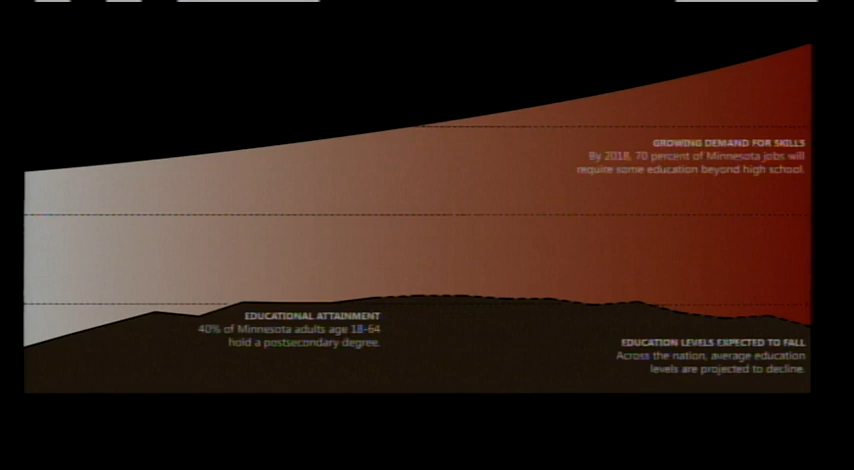 GROWING DEMAND FOR SKILLS
By 2018, 70 percent of Minnesota jobs will
require some education beyond high school.
EDUCATIONAL ATTAINMENT
40% of Minnesota adults age 18-64
hold a postsecondary degree.
EDUCATION LEVELS EXPECTED TO FALL
Across the nation, average education
levels are projected to decline.